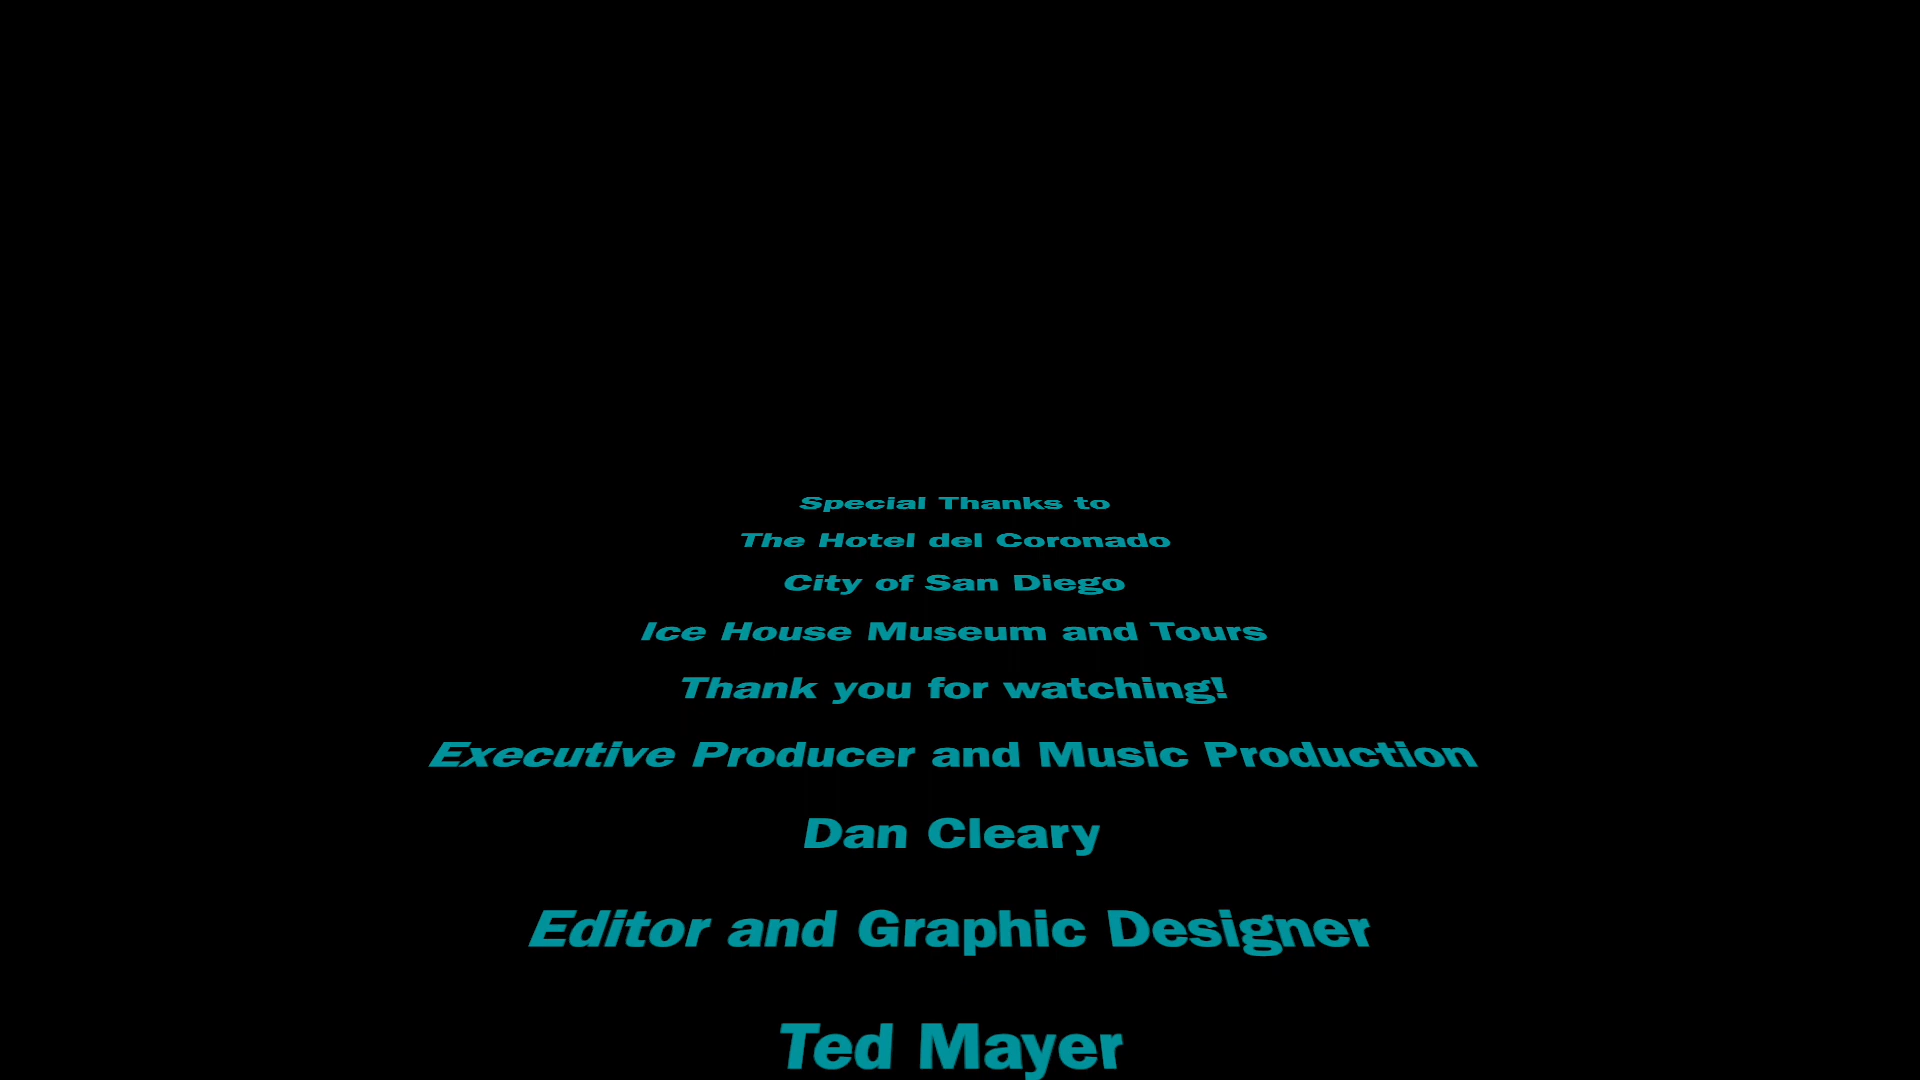 Special Thanks to
The Hotel del Coronado
City of San Diego
Ice House Museum and Tours
Thank you for watching!
Executive Producer and Music Production
Dan Cleary
Editor and Graphic Designer
Ted Mayer